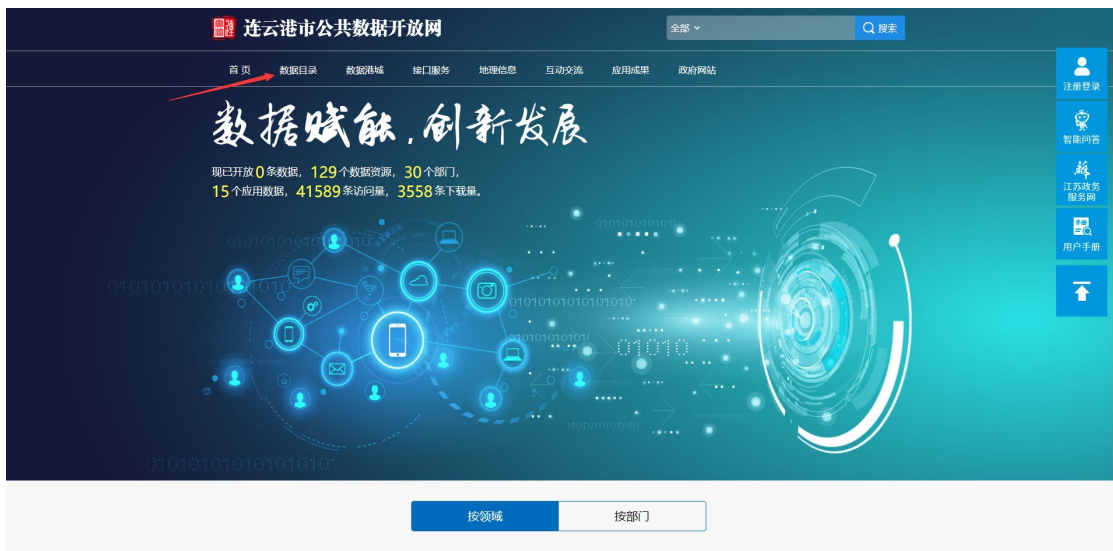 连云港市公共数据开放网
全部
搜索
首页 数据目录 数据港城 接口服务 地理信息 互动交流 应用成果 政府网站
注册登录
数据赋能,创新发展
智能问答
现已开放0条数据，129个数据资源，30个部门，
15个应用数据，41589条访问量，3558条下载量。
江苏政务
服务网
手册
用户手册
01010
按领域 按部门